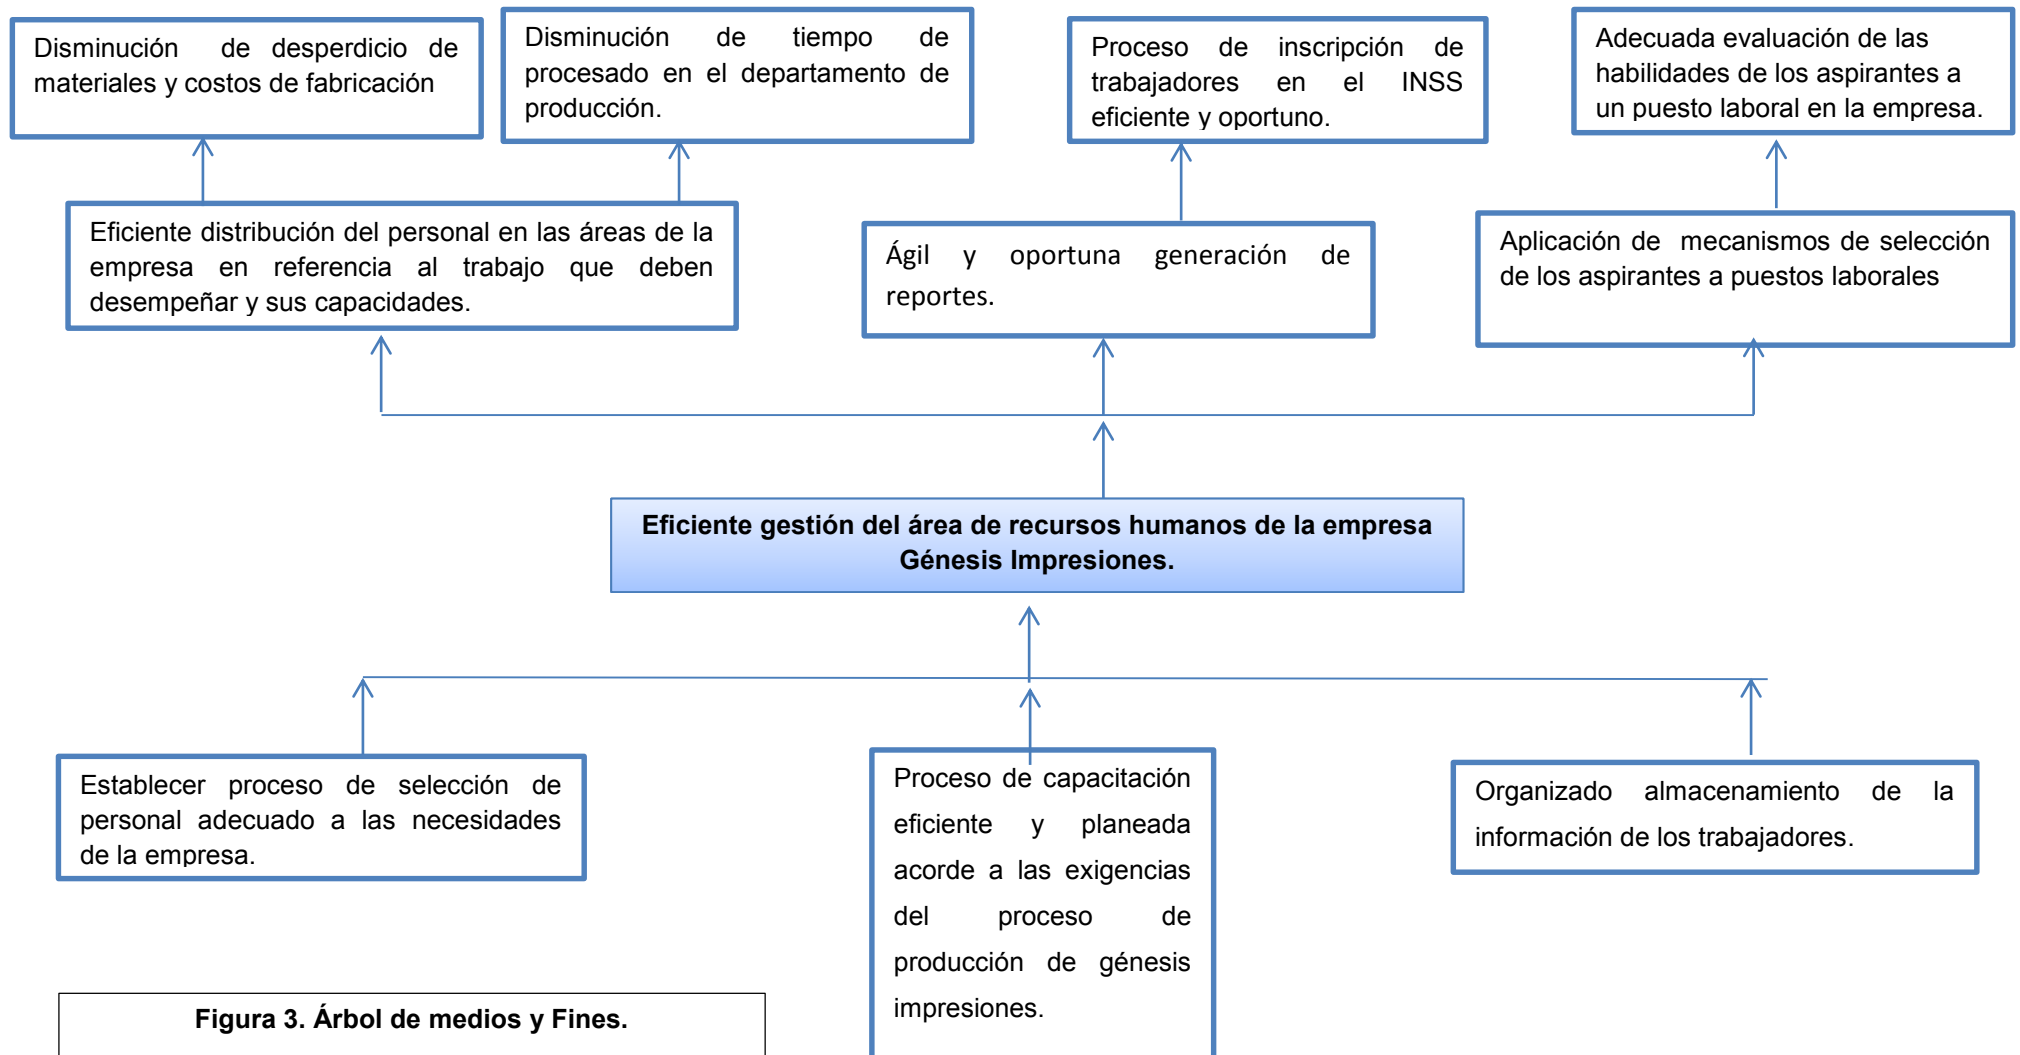 Disminución de desperdicio de
materiales y costos de fabricación
Disminución de tiempo de
procesado en el departamento de
producción.
Proceso de inscripción de
trabajadores en el INSS
eficiente y oportuno.
Adecuada evaluación de las
habilidades de los aspirantes a
un puesto laboral en la empresa.
Eficiente distribución del personal en las áreas de la
empresa en referencia al trabajo que deben
desempeñar y sus capacidades.
Ágil y oportuna generación de
reportes.
Aplicación de mecanismos de selección
de los aspirantes a puestos laborales
Eficiente gestión del área de recursos humanos de la empresa
Génesis Impresiones.
Establecer proceso de selección de
personal adecuado a las necesidades
de la empresa.
Proceso de capacitación
eficiente y planeada
acorde a las exigencias
del proceso de
producción de génesis
impresiones.
Organizado almacenamiento de la
información de los trabajadores.
Figura 3. Árbol de medios y Fines.